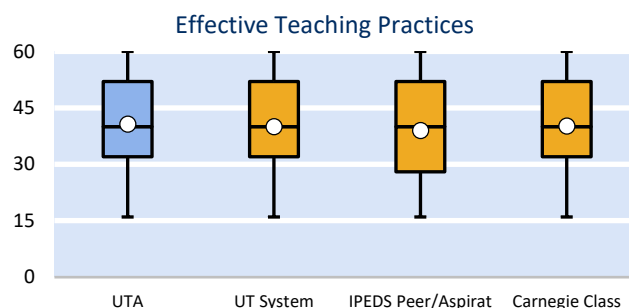 Effective Teaching Practices
60
45
30
15
0
UTA
UT System
IPEDS Peer/Aspirat
Carnegie Class